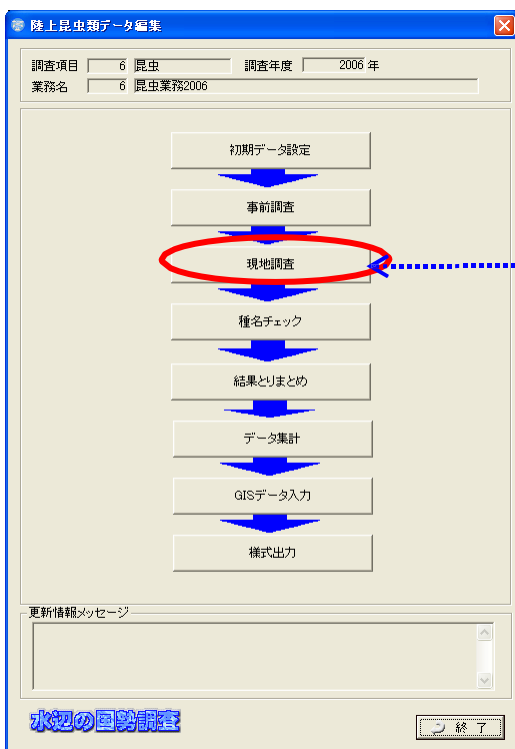 陸上昆虫類データ編集
調査項目 6 昆虫 調査年度 2006 年
業務名 6 昆虫業務2006
初期データ設定
事前調査
現地調査
種名チェック
結果とりまとめ
データ集計
GISデータ入力
様式出力
更新情報メッセージ
水辺の国勢調査
終 了